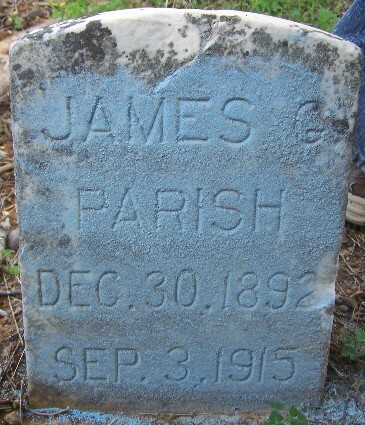 JAMES G
PARISH
DEC. 30. 1892
SEP. 3. 1915